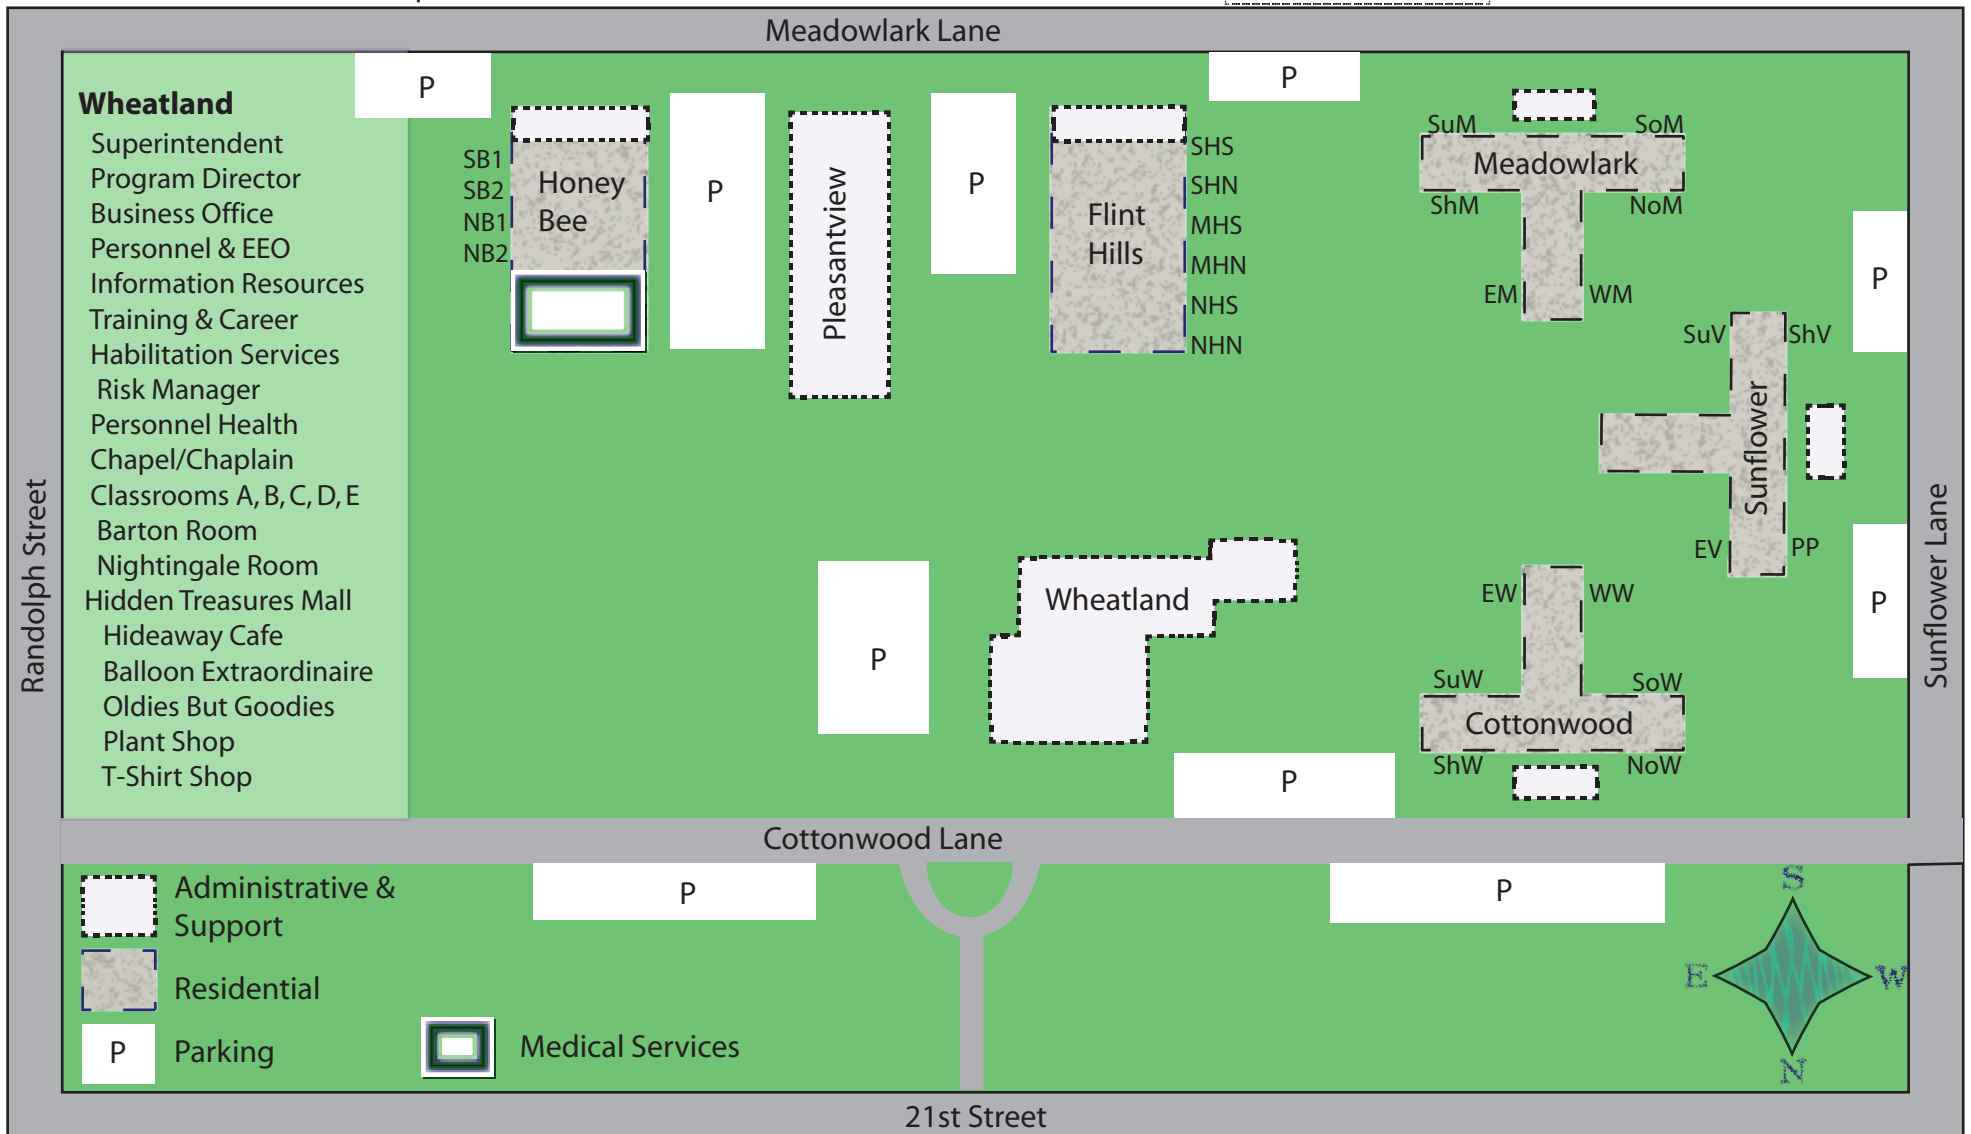 Meadowlark Lane
Wheatland
Superintendent
Program Director
Business Office
Personnel & EEO
Information Resources
Training & Career
Habilitation Services
Risk Manager
Personnel Health
Chapel/Chaplain
Classrooms A, B, C, D, E
Barton Room
Nightingale Room
Hidden Treasures Mall
Hideaway Cafe
Balloon Extraordinaire
Oldies But Goodies
Plant Shop
T-Shirt Shop
Randolph Street
P
SB1
SB2
NB1
NB2
Honey
Bee
P
Pleasantview
P
Flint
Hills
SHS
SHN
MHS
MHN
NHS
NHN
P
SuM
SoM
Meadowlark
ShM
NoM
EM
WM
P
SuV
ShV
Sunflower
EV
PP
P
Sunflower Lane
Wheatland
P
P
EW
WW
SuW
SoW
Cottonwood
ShW
NoW
Cottonwood Lane
P
P
Administrative &
Support
Residential
P
Parking
Medical Services
S
E
W
N
21st Street